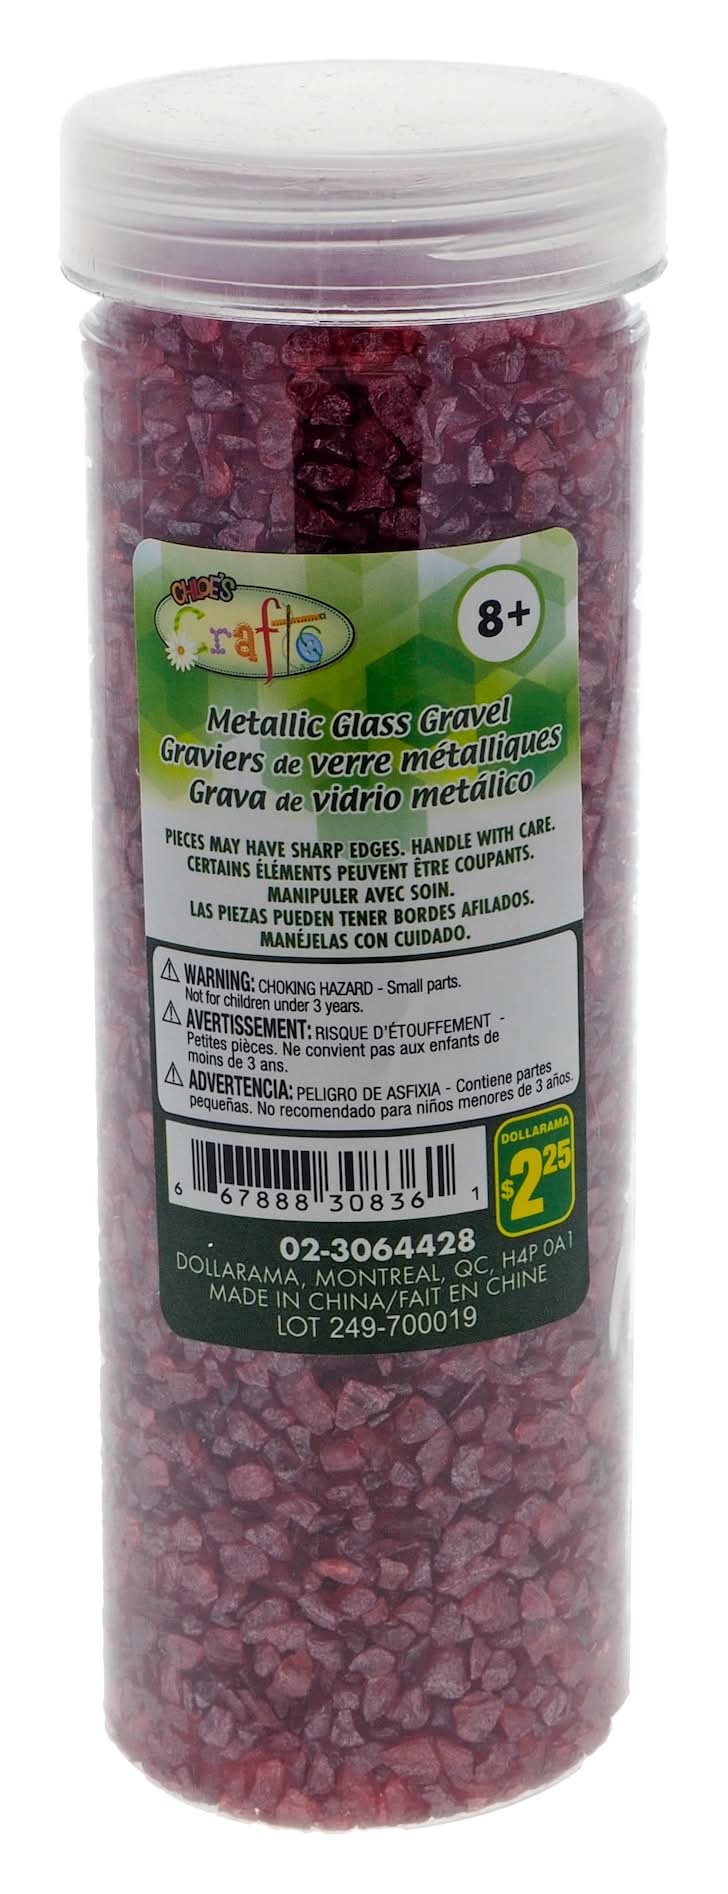 CHLOE'S
Crafts
8+
Metallic Glass Gravel
Graviers de verre métalliques
Grava de vidrio metálico
PIECES MAY HAVE SHARP EDGES. HANDLE WITH CARE.
CERTAINS ÉLÉMENTS PEUVENT ÊTRE COUPANTS.
MANIPULER AVEC SOIN.
LAS PIEZAS PUEDEN TENER BORDES AFILADOS.
MANÉJELAS CON CUIDADO.
⚠ WARNING: CHOKING HAZARD - Small parts.
Not for children under 3 years.
⚠ AVERTISSEMENT: RISQUE D'ÉTOUFFEMENT -
Petites pièces. Ne convient pas aux enfants de
moins de 3 ans.
⚠ ADVERTENCIA: PELIGRO DE ASFIXIA - Contiene partes
pequeñas. No recomendado para niños menores de 3 años.
6 67888 30836 1
DOLLARAMA
$2.25
02-3064428
DOLLARAMA, MONTREAL, QC, H4P 0A1
MADE IN CHINA/FAIT EN CHINE
LOT 249-700019